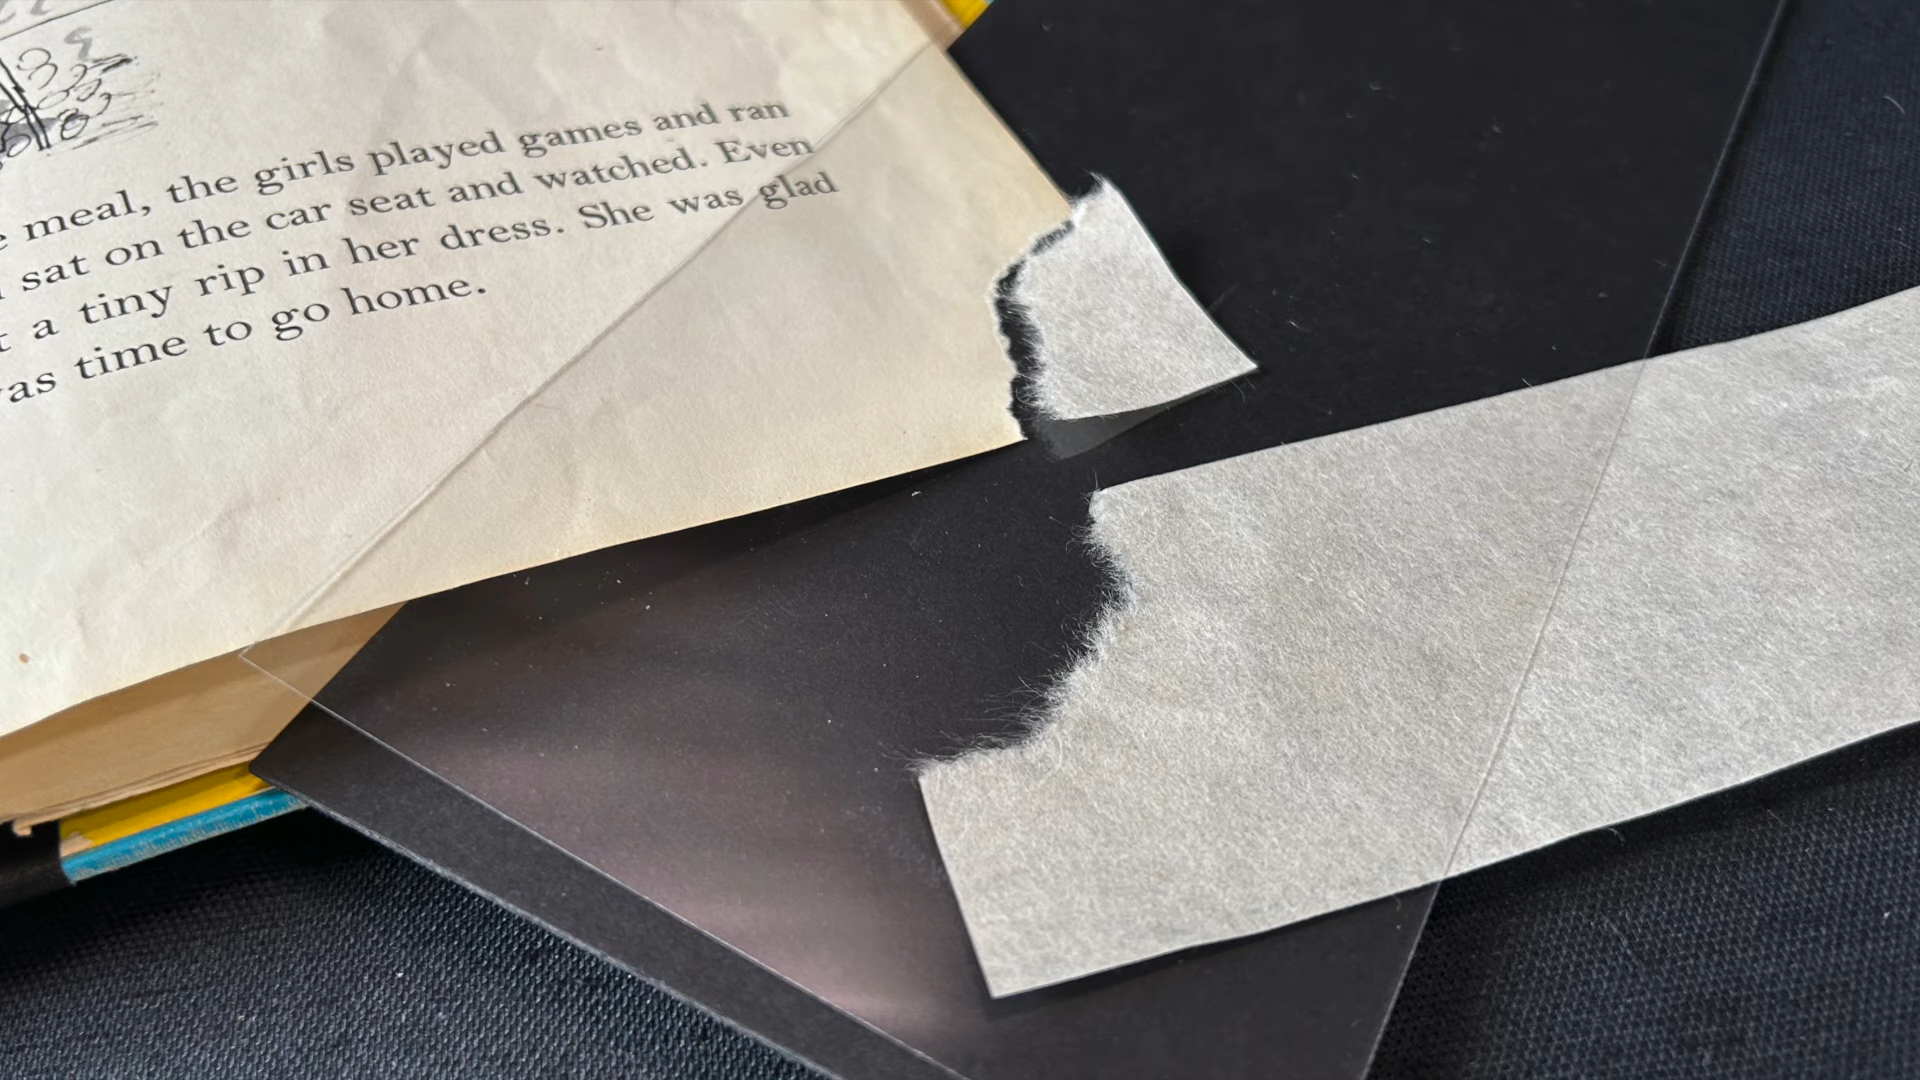 meal, the girls played games and ran
sat on the car seat and watched. Even
a tiny rip in her dress. She was glad
time to go home.